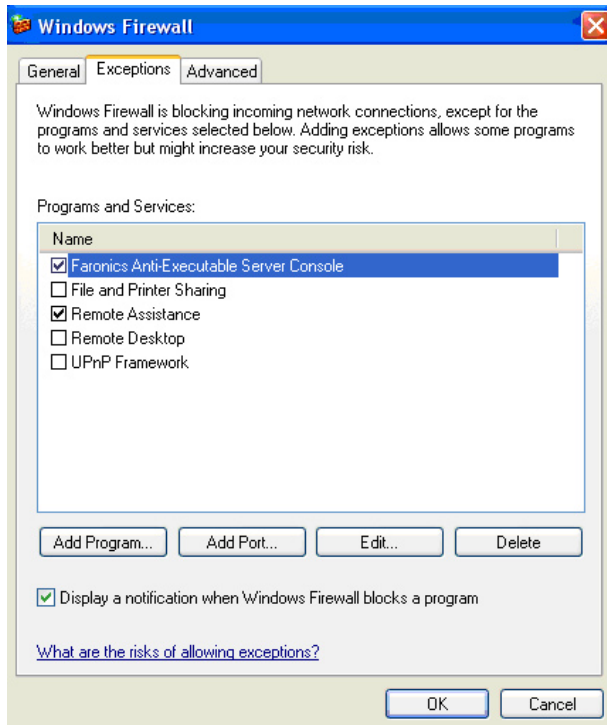 Windows Firewall
General Exceptions Advanced
Windows Firewall is blocking incoming network connections, except for the
programs and services selected below. Adding exceptions allows some programs
to work better but might increase your security risk.
Programs and Services:
Name
Faronics Anti-Executable Server Console
File and Printer Sharing
Remote Assistance
Remote Desktop
UPnP Framework
Add Program... Add Port... Edit... Delete
Display a notification when Windows Firewall blocks a program
What are the risks of allowing exceptions?
OK Cancel